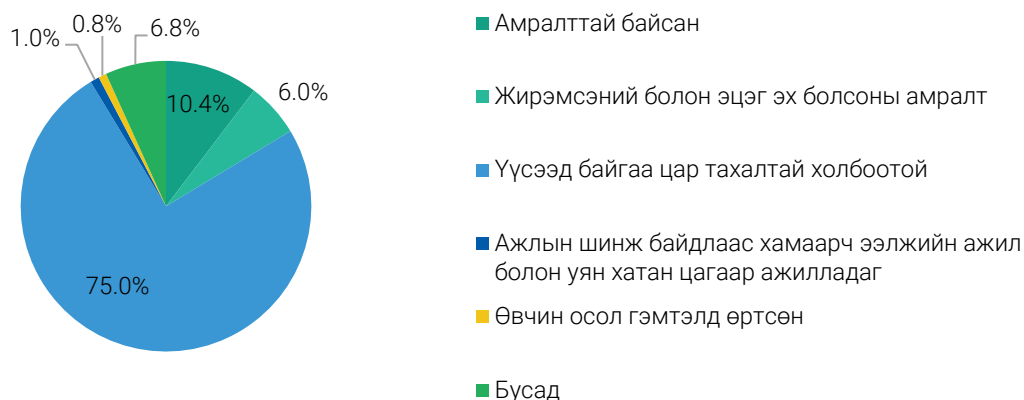 1.0%
0.8%
6.8%
10.4%
6.0%
75.0%
Амралттай байсан
Жирэмсэний болон эцэг эх болсоны амралт
Үүсээд байгаа цар тахалтай холбоотой
Ажлын шинж байдлаас хамаарч ээлжийн ажил
болон уян хатан цагаар ажилладаг
Өвчин осол гэмтэлд өртсөн
Бусад